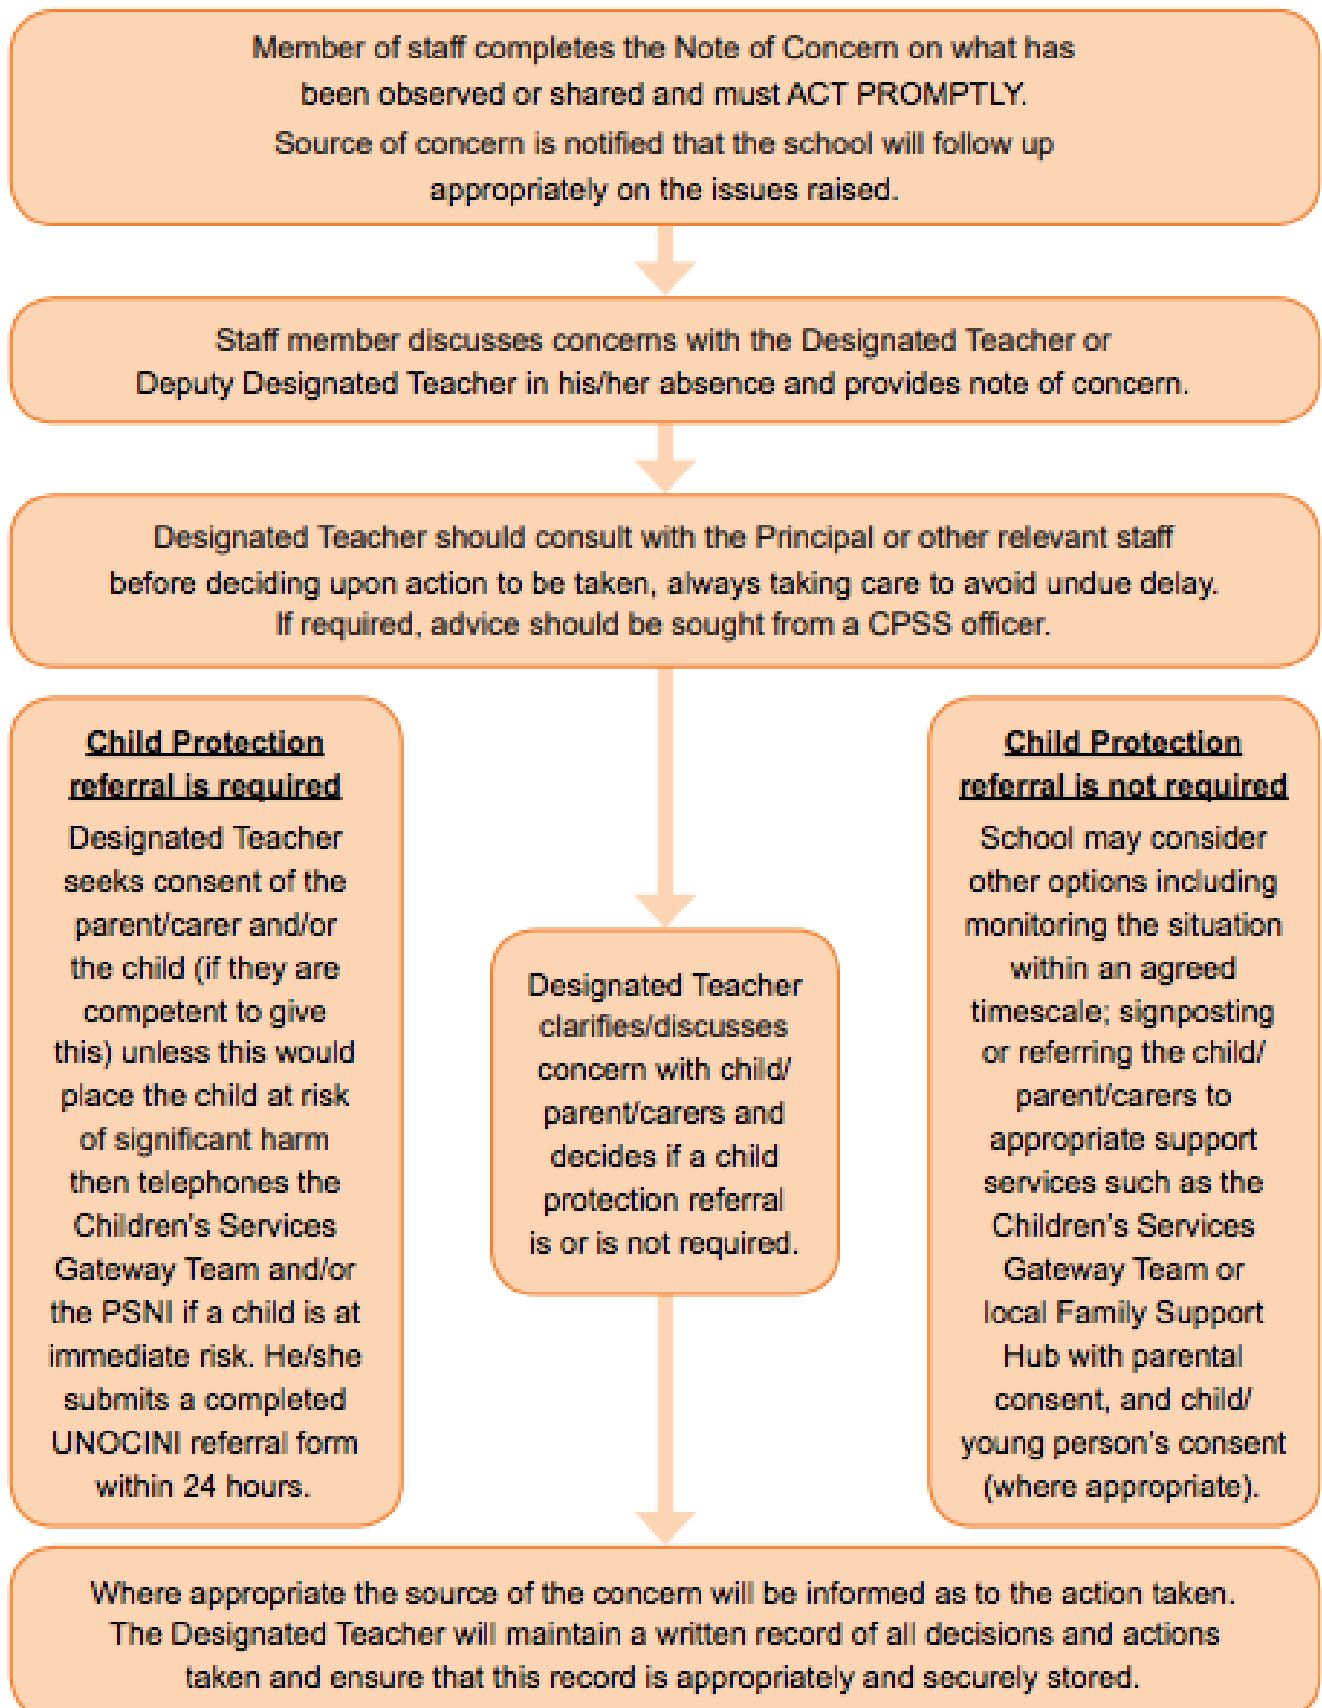 Member of staff completes the Note of Concern on what has
been observed or shared and must ACT PROMPTLY.
Source of concern is notified that the school will follow up
appropriately on the issues raised.
Staff member discusses concerns with the Designated Teacher or
Deputy Designated Teacher in his/her absence and provides note of concern.
Designated Teacher should consult with the Principal or other relevant staff
before deciding upon action to be taken, always taking care to avoid undue delay.
If required, advice should be sought from a CPSS officer.
Child Protection
referral is required
Designated Teacher
seeks consent of the
parent/carer and/or
the child (if they are
competent to give
this) unless this would
place the child at risk
of significant harm
then telephones the
Children's Services
Gateway Team and/or
the PSNI if a child is at
immediate risk. He/she
submits a completed
UNOCINI referral form
within 24 hours.
Designated Teacher
clarifies/discusses
concern with child/
parent/carers and
decides if a child
protection referral
is or is not required.
Child Protection
referral is not required
School may consider
other options including
monitoring the situation
within an agreed
timescale; signposting
or referring the child/
parent/carers to
appropriate support
services such as the
Children's Services
Gateway Team or
local Family Support
Hub with parental
consent, and child/
young person's consent
(where appropriate).
Where appropriate the source of the concern will be informed as to the action taken.
The Designated Teacher will maintain a written record of all decisions and actions
taken and ensure that this record is appropriately and securely stored.